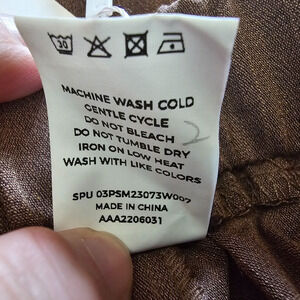 30
MACHINE WASH COLD
GENTLE CYCLE
DO NOT BLEACH
DO NOT TUMBLE DRY
IRON ON LOW HEAT
WASH WITH LIKE COLORS
SPU 03PSM23073W007
MADE IN CHINA
AAA2206031